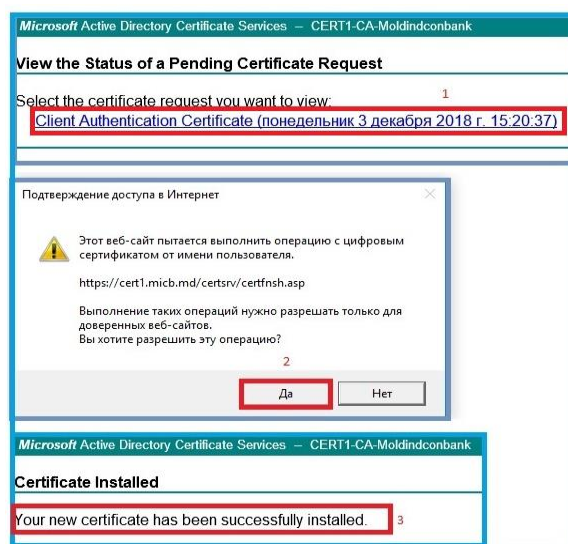 Microsoft Active Directory Certificate Services – CERT1-CA-Moldindconbank
View the Status of a Pending Certificate Request
Select the certificate request you want to view: 1
Client Authentication Certificate (понедельник 3 декабря 2018 г. 15:20:37)
Подтверждение доступа в Интернет
Этот веб-сайт пытается выполнить операцию с цифровым
сертификатом от имени пользователя.
https://cert1.micb.md/certsrv/certfnsh.asp
Выполнение таких операций нужно разрешать только для
доверенных веб-сайтов.
Вы хотите разрешить эту операцию?
2
Да Нет
Microsoft Active Directory Certificate Services – CERT1-CA-Moldindconbank
Certificate Installed
Your new certificate has been successfully installed. 3